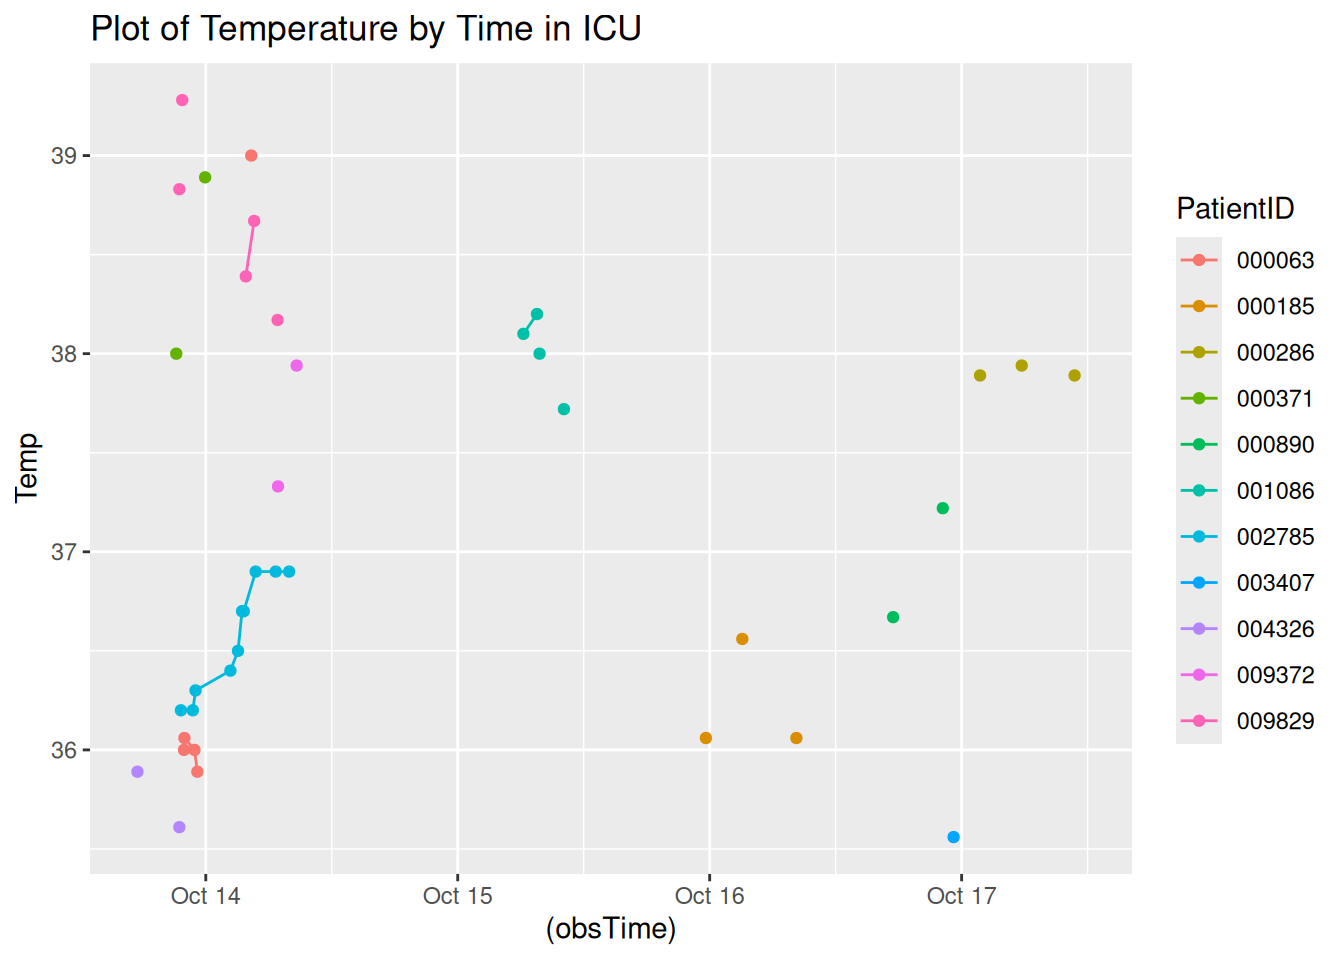 Plot of Temperature by Time in ICU
39
38
37
36
Temp
Oct 14
Oct 15
Oct 16
Oct 17
(obsTime)
PatientID
000063
000185
000286
000371
000890
001086
002785
003407
004326
009372
009829